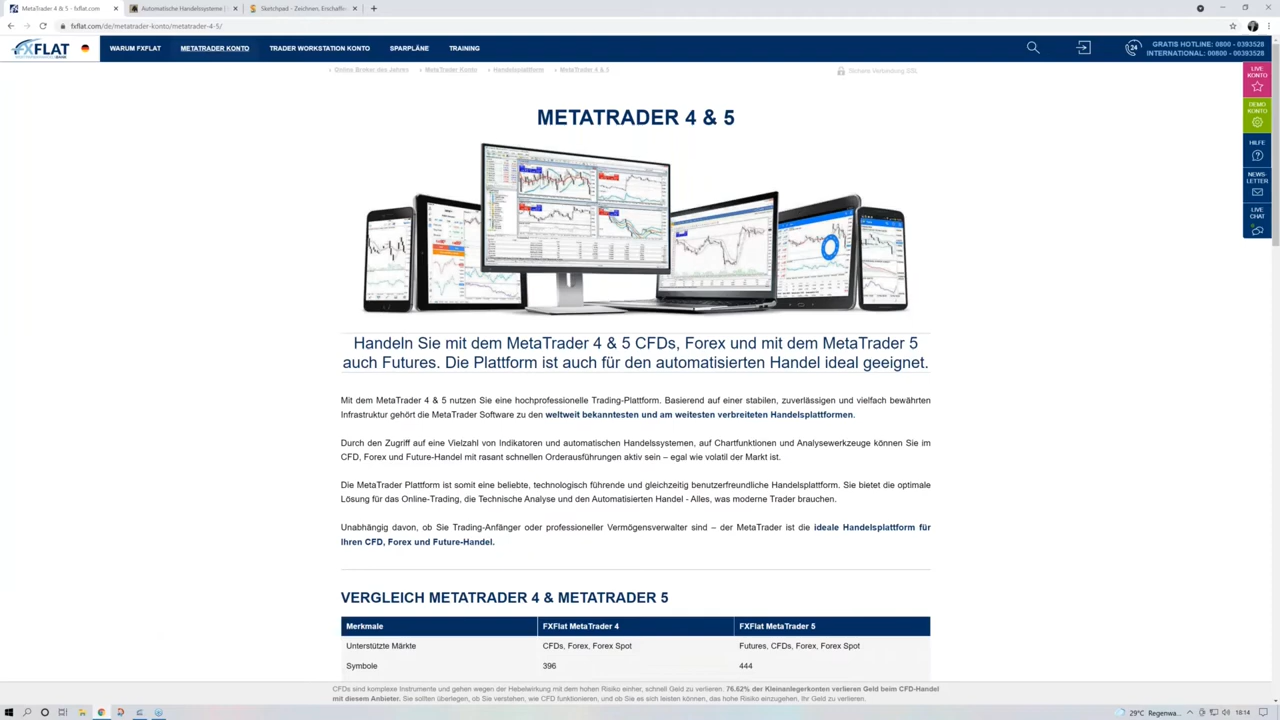 MetaTrader 4 & 5 - fxflat.com
Automatische Handelssysteme |
Sketchpad - Zeichnen, Erschaffe
fxflat.com/de/metatrader-konto/metatrader-4-5/
FXFLAT
WARUM FXFLAT
METATRADER KONTO
TRADER WORKSTATION KONTO
SPARPLÄNE
TRAINING
24
GRATIS HOTLINE: 0800 - 0393528
INTERNATIONAL: 00800 - 00393528
Online Broker des Jahres
MetaTrader Konto
Handelsplattform
MetaTrader 4 & 5
Sichere Verbindung SSL
LIVE
KONTO
DEMO
KONTO
HILFE
NEWS-
LETTER
LIVE
CHAT
METATRADER 4 & 5
Handeln Sie mit dem MetaTrader 4 & 5 CFDs, Forex und mit dem MetaTrader 5
auch Futures. Die Plattform ist auch für den automatisierten Handel ideal geeignet.
Mit dem MetaTrader 4 & 5 nutzen Sie eine hochprofessionelle Trading-Plattform. Basierend auf einer stabilen, zuverlässigen und vielfach bewährten
Infrastruktur gehört die MetaTrader Software zu den weltweit bekanntesten und am weitesten verbreiteten Handelsplattformen.
Durch den Zugriff auf eine Vielzahl von Indikatoren und automatischen Handelssystemen, auf Chartfunktionen und Analysewerkzeuge können Sie im
CFD, Forex und Future-Handel mit rasant schnellen Orderausführungen aktiv sein – egal wie volatil der Markt ist.
Die MetaTrader Plattform ist somit eine beliebte, technologisch führende und gleichzeitig benutzerfreundliche Handelsplattform. Sie bietet die optimale
Lösung für das Online-Trading, die Technische Analyse und den Automatisierten Handel - Alles, was moderne Trader brauchen.
Unabhängig davon, ob Sie Trading-Anfänger oder professioneller Vermögensverwalter sind – der MetaTrader ist die ideale Handelsplattform für
Ihren CFD, Forex und Future-Handel.
VERGLEICH METATRADER 4 & METATRADER 5
Merkmale
FXFlat MetaTrader 4
FXFlat MetaTrader 5
Unterstützte Märkte
CFDs, Forex, Forex Spot
Futures, CFDs, Forex, Forex Spot
Symbole
396
444
CFDs sind komplexe Instrumente und gehen wegen der Hebelwirkung mit dem hohen Risiko einher, schnell Geld zu verlieren. 76.62% der Kleinanlegerkonten verlieren Geld beim CFD-Handel
mit diesem Anbieter. Sie sollten überlegen, ob Sie verstehen, wie CFD funktionieren, und ob Sie es sich leisten können, das hohe Risiko einzugehen, Ihr Geld zu verlieren.
29°C Regenwa...
18:14